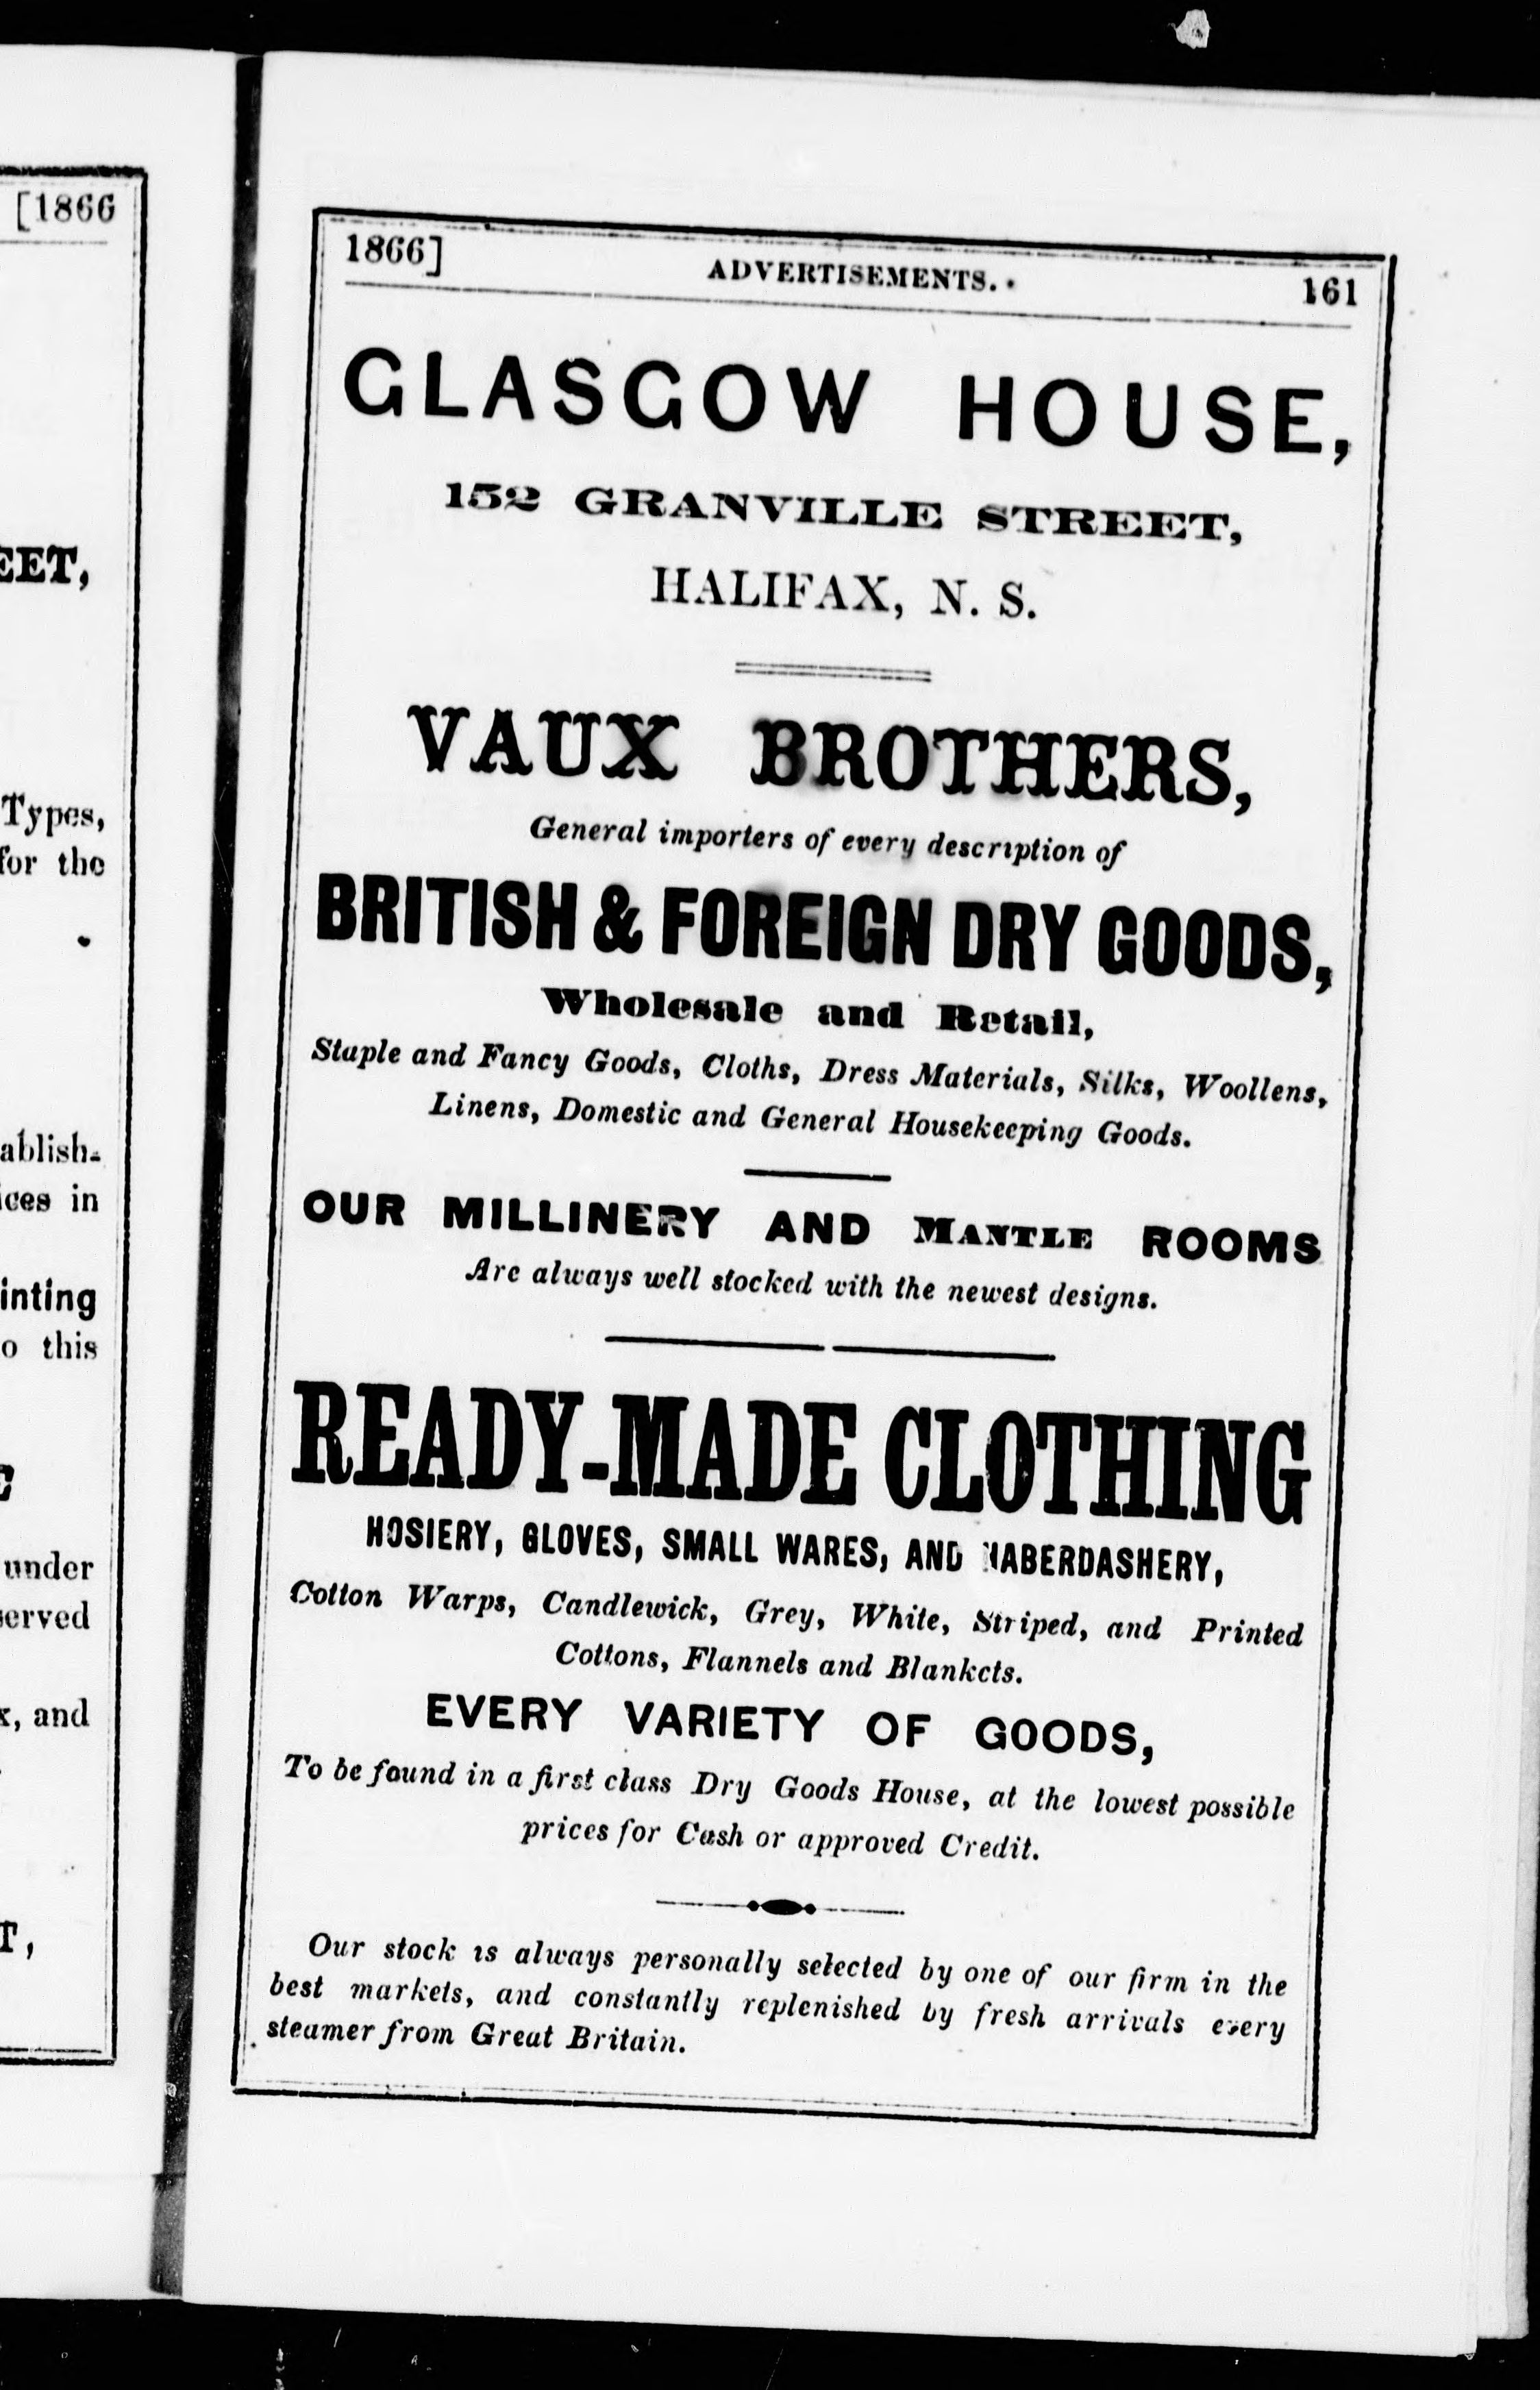 [1866
EET,
Types,
for the
ablish-
ices in
inting
o this
under
served
x, and
T,
1866] ADVERTISEMENTS. 161
GLASGOW HOUSE,
152 GRANVILLE STREET,
HALIFAX, N. S.
VAUX BROTHERS,
General importers of every description of
BRITISH & FOREIGN DRY GOODS,
Wholesale and Retail,
Staple and Fancy Goods, Cloths, Dress Materials, Silks, Woollens,
Linens, Domestic and General Housekeeping Goods.
OUR MILLINERY AND MANTLE ROOMS
Are always well stocked with the newest designs.
READY-MADE CLOTHING
HOSIERY, GLOVES, SMALL WARES, AND HABERDASHERY,
Cotton Warps, Candlewick, Grey, White, Striped, and Printed
Cottons, Flannels and Blankets.
EVERY VARIETY OF GOODS,
To be found in a first class Dry Goods House, at the lowest possible
prices for Cash or approved Credit.
Our stock is always personally selected by one of our firm in the
best markets, and constantly replenished by fresh arrivals every
steamer from Great Britain.